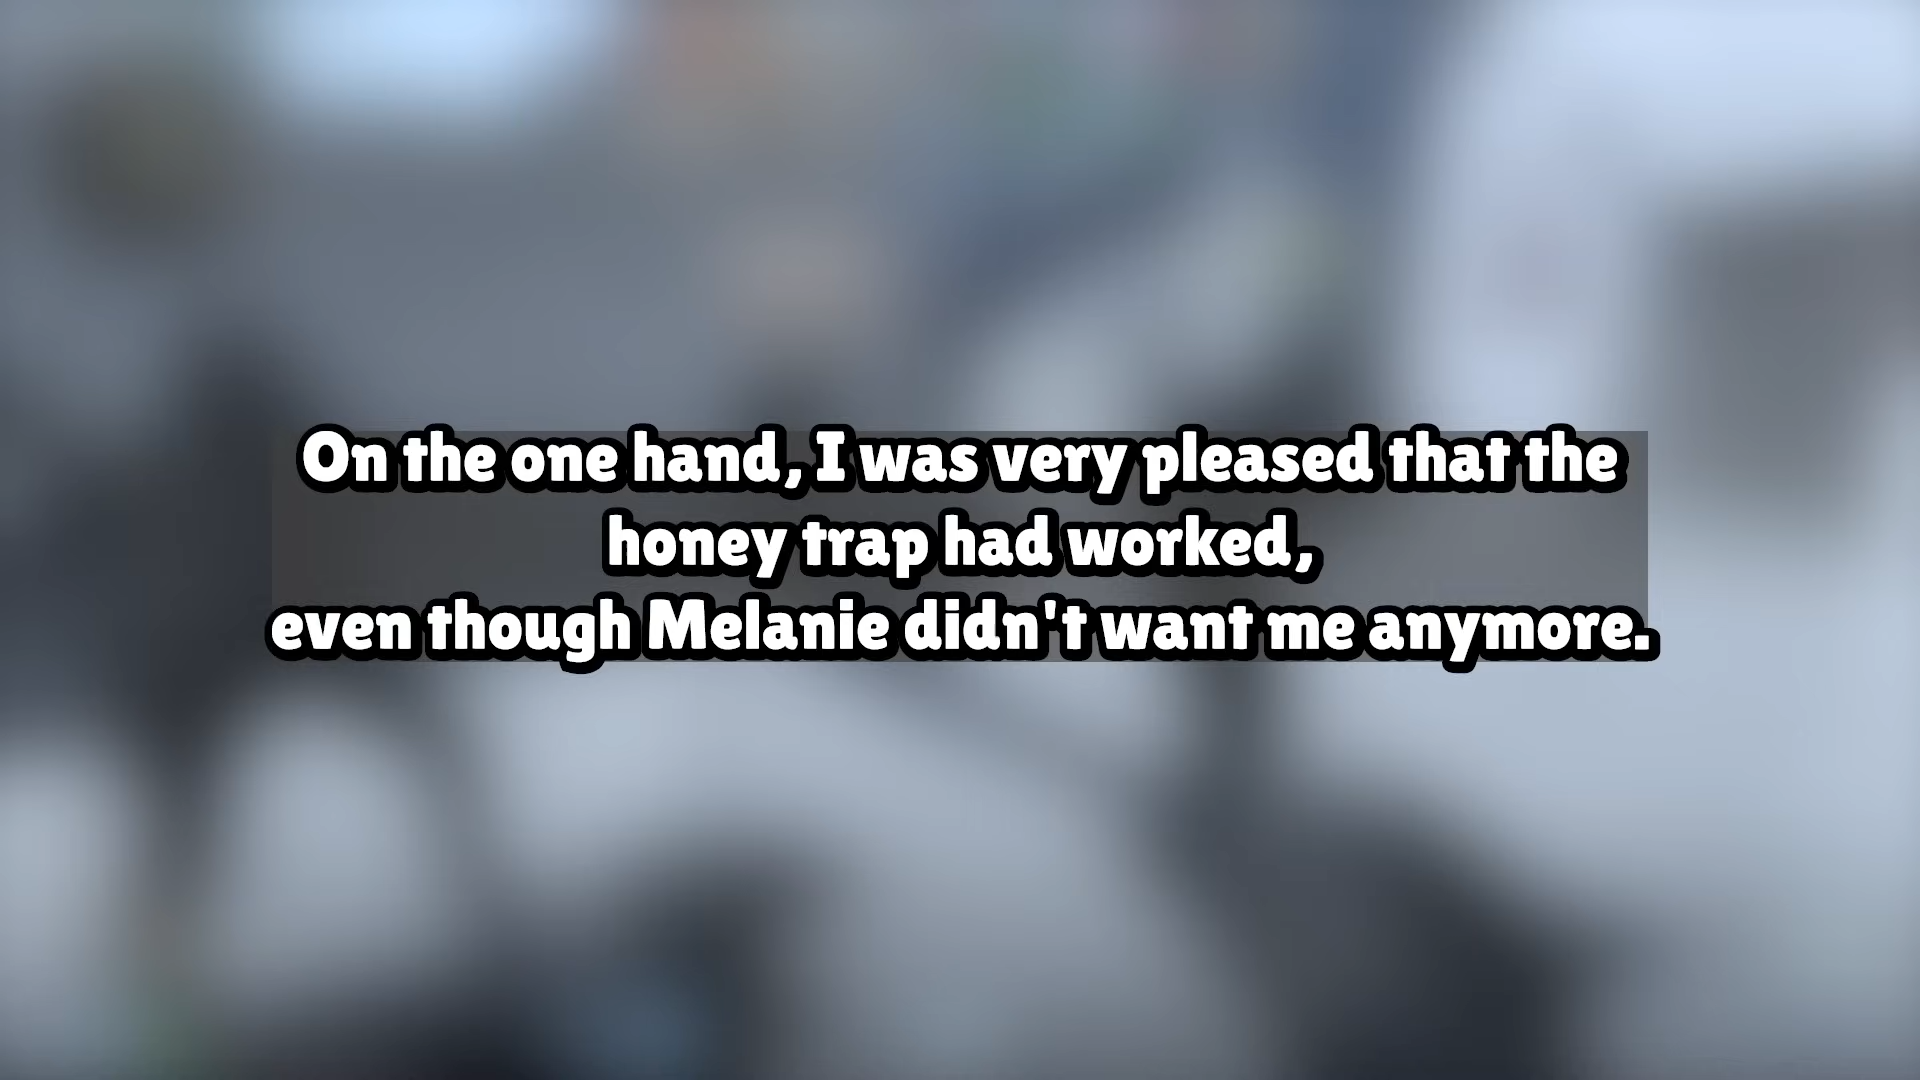 On the one hand, I was very pleased that the
honey trap had worked,
even though Melanie didn't want me anymore.